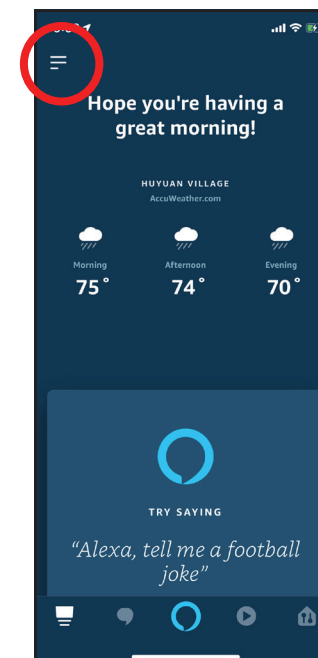 Hope you're having a
great morning!
HUYUAN VILLAGE
AccuWeather.com
Morning Afternoon Evening
75° 74° 70°
TRY SAYING
“Alexa, tell me a football
joke”